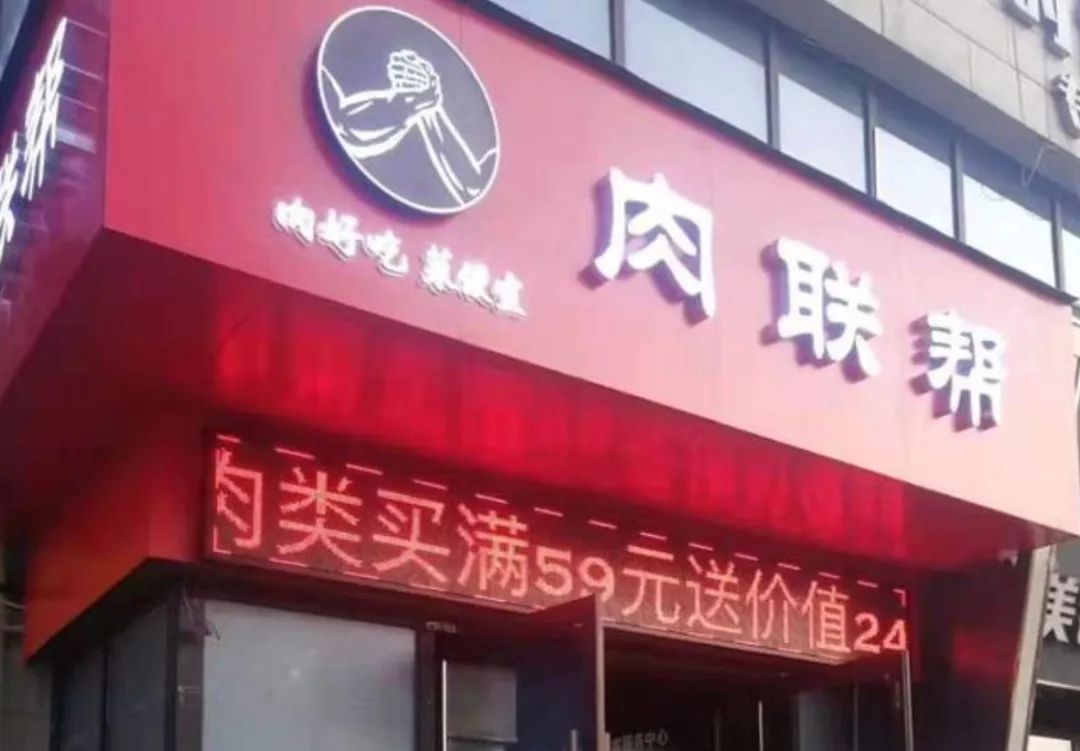 肉好吃 菜便宜
肉联帮
肉类买满59元送价值24
美